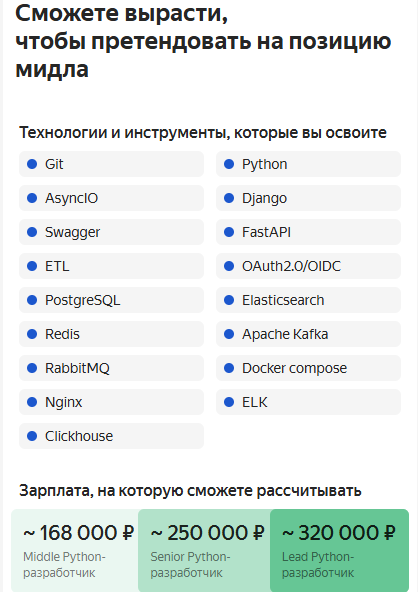 Сможете вырасти,
чтобы претендовать на позицию
мидла
Технологии и инструменты, которые вы освоите
Git
Python
AsyncIO
Django
Swagger
FastAPI
ETL
OAuth2.0/OIDC
PostgreSQL
Elasticsearch
Redis
Apache Kafka
RabbitMQ
Docker compose
Nginx
ELK
Clickhouse
Зарплата, на которую сможете рассчитывать
~ 168 000 ₽
Middle Python-
разработчик
~ 250 000 ₽
Senior Python-
разработчик
~ 320 000 ₽
Lead Python-
разработчик